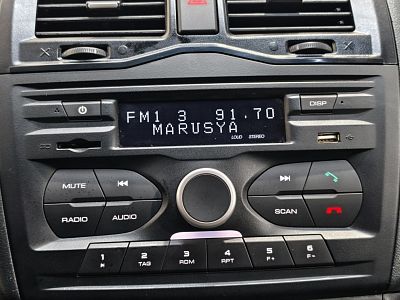 FM1 3 91.70
MARUSYA
LOUD STEREO
DISP
MUTE
RADIO
AUDIO
SCAN
1
2
TAG
3
RDM
4
RPT
5
F+
6
F-